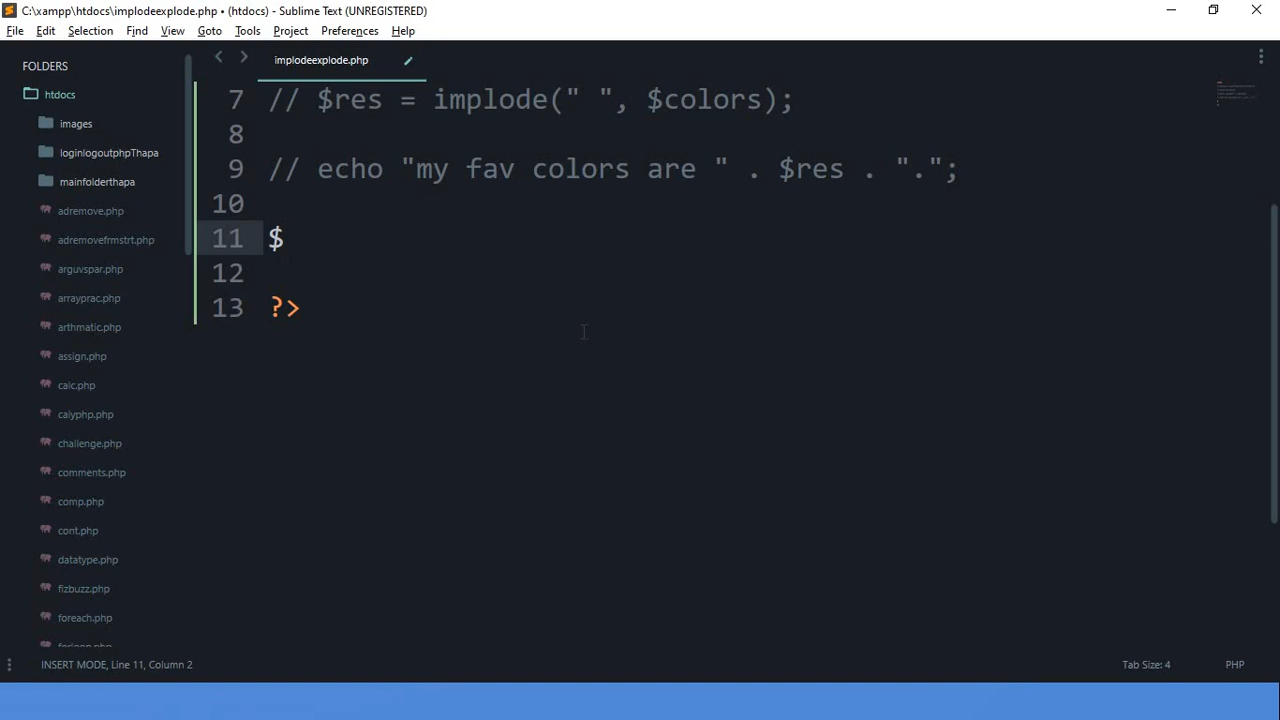 C:\xampp\htdocs\implodeexplode.php • (htdocs) - Sublime Text (UNREGISTERED)
File Edit Selection Find View Goto Tools Project Preferences Help
FOLDERS
htdocs
images
loginlogoutphpThapa
mainfolderthapa
adremove.php
adremovefrmstrt.php
arguvspar.php
arrayprac.php
arthmatic.php
assign.php
calc.php
calyphp.php
challenge.php
comments.php
comp.php
cont.php
datatype.php
fizbuzz.php
foreach.php
forloop.php
implodeexplode.php
7 // $res = implode(" ", $colors);
8
9 // echo "my fav colors are " . $res . ".";
10
11 $
12
13 ?>
INSERT MODE, Line 11, Column 2 Tab Size: 4 PHP